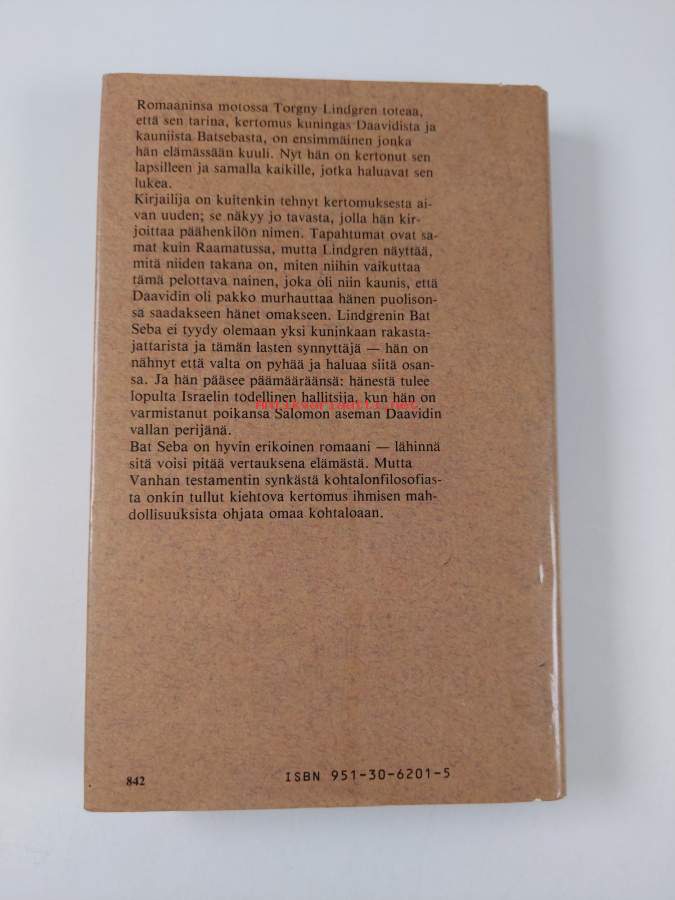 Romaaninsa motossa Torgny Lindgren toteaa,
että sen tarina, kertomus kuningas Daavidista ja
kauniista Batsebasta, on ensimmäinen jonka
hän elämässään kuuli. Nyt hän on kertonut sen
lapsilleen ja samalla kaikille, jotka haluavat sen
lukea.
Kirjailija on kuitenkin tehnyt kertomuksesta ai-
van uuden; se näkyy jo tavasta, jolla hän kir-
joittaa päähenkilön nimen. Tapahtumat ovat sa-
mat kuin Raamatussa, mutta Lindgren näyttää,
mitä niiden takana on, miten niihin vaikuttaa
tämä pelottava nainen, joka oli niin kaunis, että
Daavidin oli pakko murhauttaa hänen puolison-
sa saadakseen hänet omakseen. Lindgrenin Bat
Seba ei tyydy olemaan yksi kuninkaan rakasta-
jattarista ja tämän lasten synnyttäjä — hän on
nähnyt että valta on pyhää ja haluaa siitä osan-
sa. Ja hän pääsee päämääräänsä: hänestä tulee
lopulta Israelin todellinen hallitsija, kun hän on
varmistanut poikansa Salomon aseman Daavidin
vallan perijänä.
Bat Seba on hyvin erikoinen romaani — lähinnä
sitä voisi pitää vertauksena elämästä. Mutta
Vanhan testamentin synkästä kohtalonfilosofias-
ta onkin tullut kiehtova kertomus ihmisen mah-
dollisuuksista ohjata omaa kohtaloaan.
Antikvariaatti.net
842
ISBN 951-30-6201-5